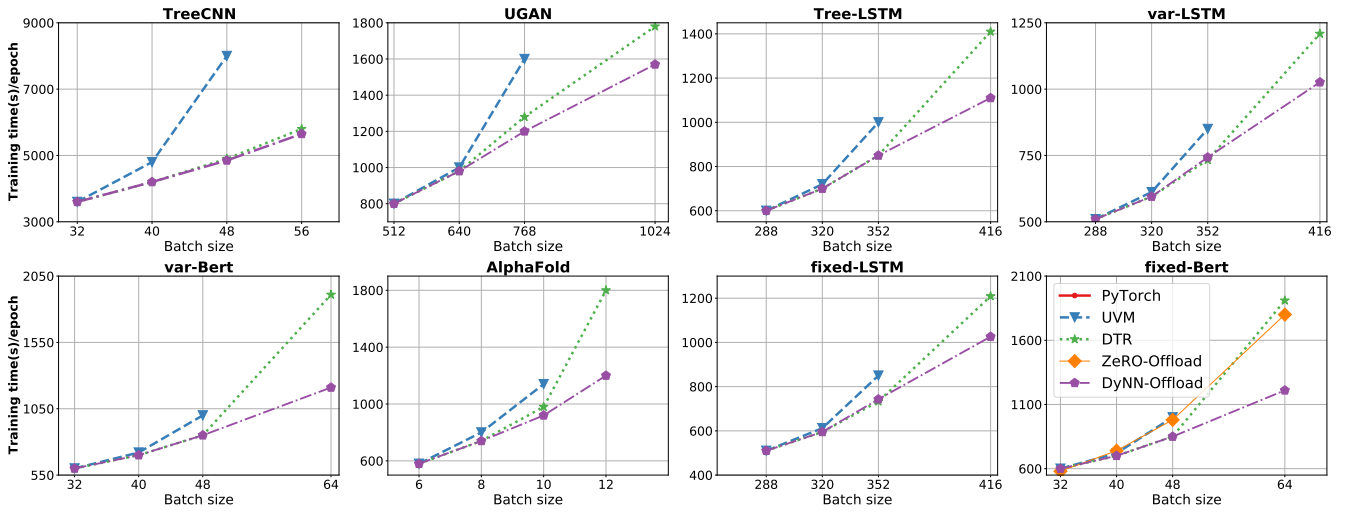 TreeCNN
UGAN
Tree-LSTM
var-LSTM
Training time(s)/epoch
9000
7000
5000
3000
32 40 48 56
Batch size
1800
1600
1400
1200
1000
800
512 640 768 1024
Batch size
1400
1200
1000
800
600
288 320 352 416
Batch size
1250
1000
750
500
288 320 352 416
Batch size
var-Bert
AlphaFold
fixed-LSTM
fixed-Bert
Training time(s)/epoch
2050
1550
1050
550
32 40 48 64
Batch size
1800
1400
1000
600
6 8 10 12
Batch size
1200
1000
800
600
400
288 320 352 416
Batch size
2100
1600
1100
600
PyTorch
UVM
DTR
ZeRO-Offload
DyNN-Offload
32 40 48 64
Batch size